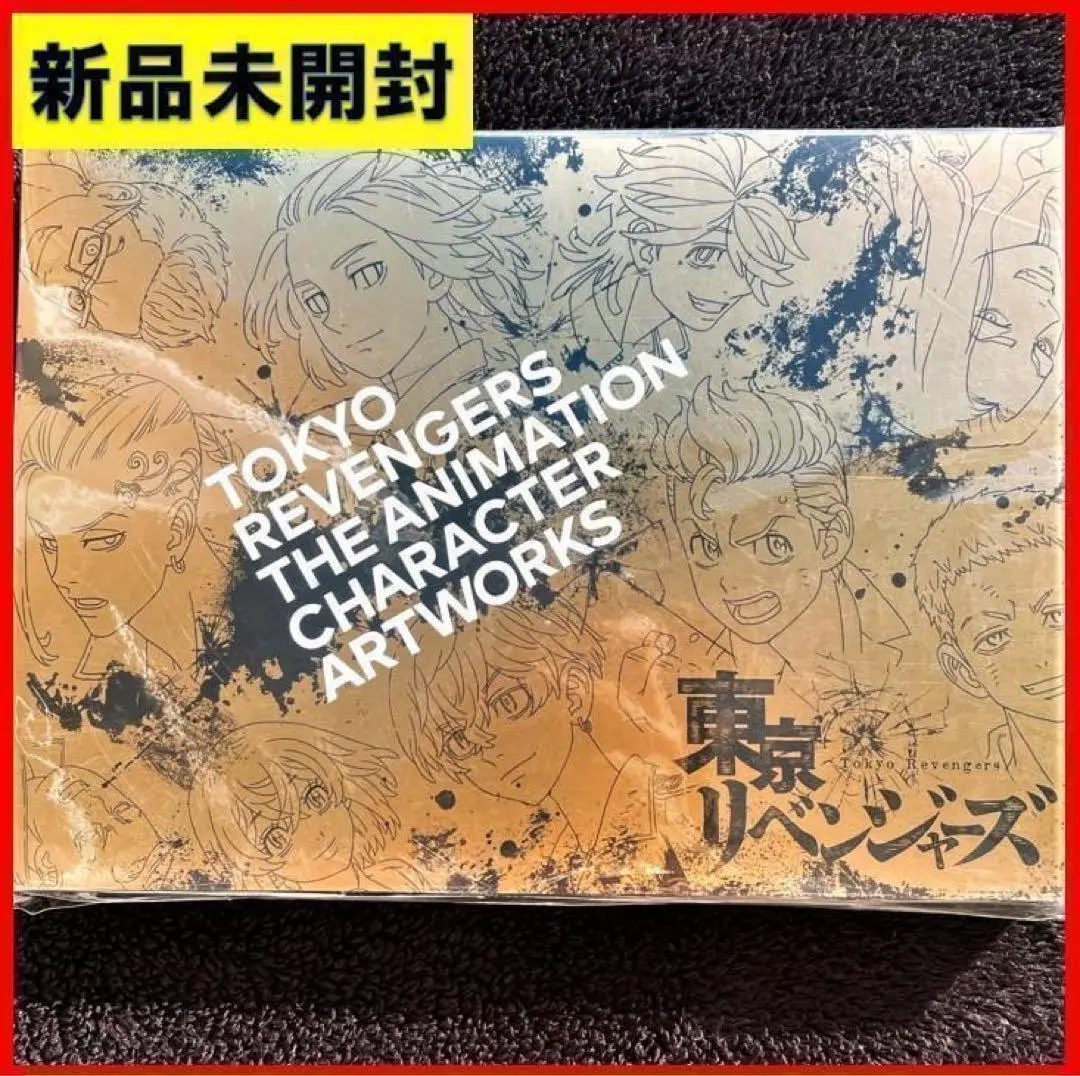 新品未開封
TOKYO
REVENGERS
THE ANIMATION
CHARACTER
ARTWORKS
東京
Tokyo Revengers
リベンジャーズ